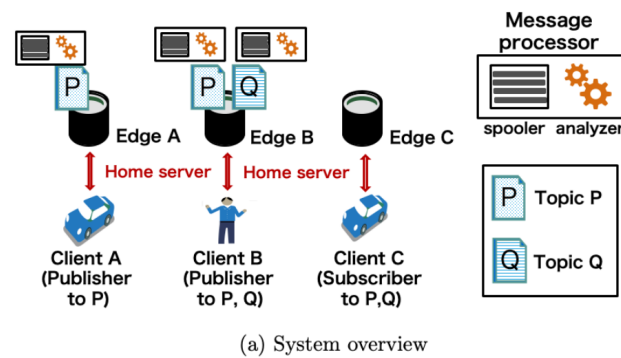 Message
processor
spooler analyzer
P
P
Q
Edge A
Edge B
Edge C
Home server
Home server
Client A
(Publisher
to P)
Client B
(Publisher
to P, Q)
Client C
(Subscriber
to P,Q)
P Topic P
Q Topic Q
(a) System overview